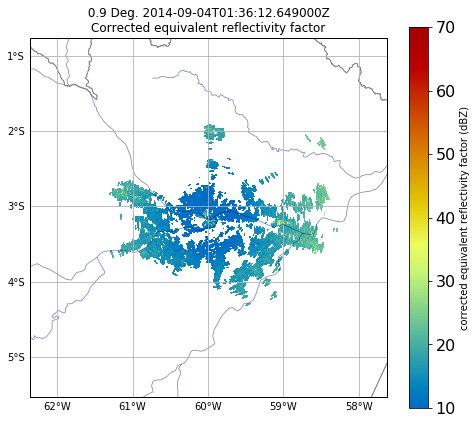 0.9 Deg. 2014-09-04T01:36:12.649000Z
Corrected equivalent reflectivity factor
1°S
2°S
3°S
4°S
5°S
62°W
61°W
60°W
59°W
58°W
70
60
50
40
30
20
10
corrected equivalent reflectivity factor (dBZ)